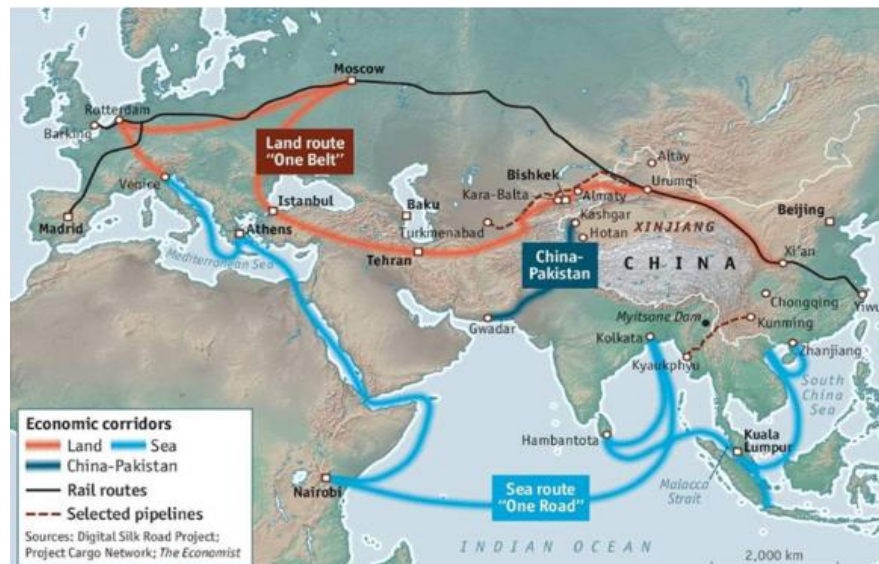 Moscow
Rotterdam
Barking
Land route
"One Belt"
Altay
Bishkek
Urumqi
Venice
Kara-Balta
Almaty
Istanbul
Baku
Kashgar
XINJIANG
Beijing
Madrid
Athens
Turkmenabad
Hotan
Mediterranean Sea
Tehran
China-
Pakistan
CHINA
Xi'an
Chongqing
Yiwu
Gwadar
Myitsone Dam
Kunming
Kolkata
Zhanjiang
Kyaukphyu
South
China
Sea
Economic corridors
Land
Sea
China-Pakistan
Rail routes
Selected pipelines
Sources: Digital Silk Road Project;
Project Cargo Network; The Economist
Hambantota
Kuala
Lumpur
Nairobi
Sea route
"One Road"
Malacca
Strait
INDIAN OCEAN
2,000 km